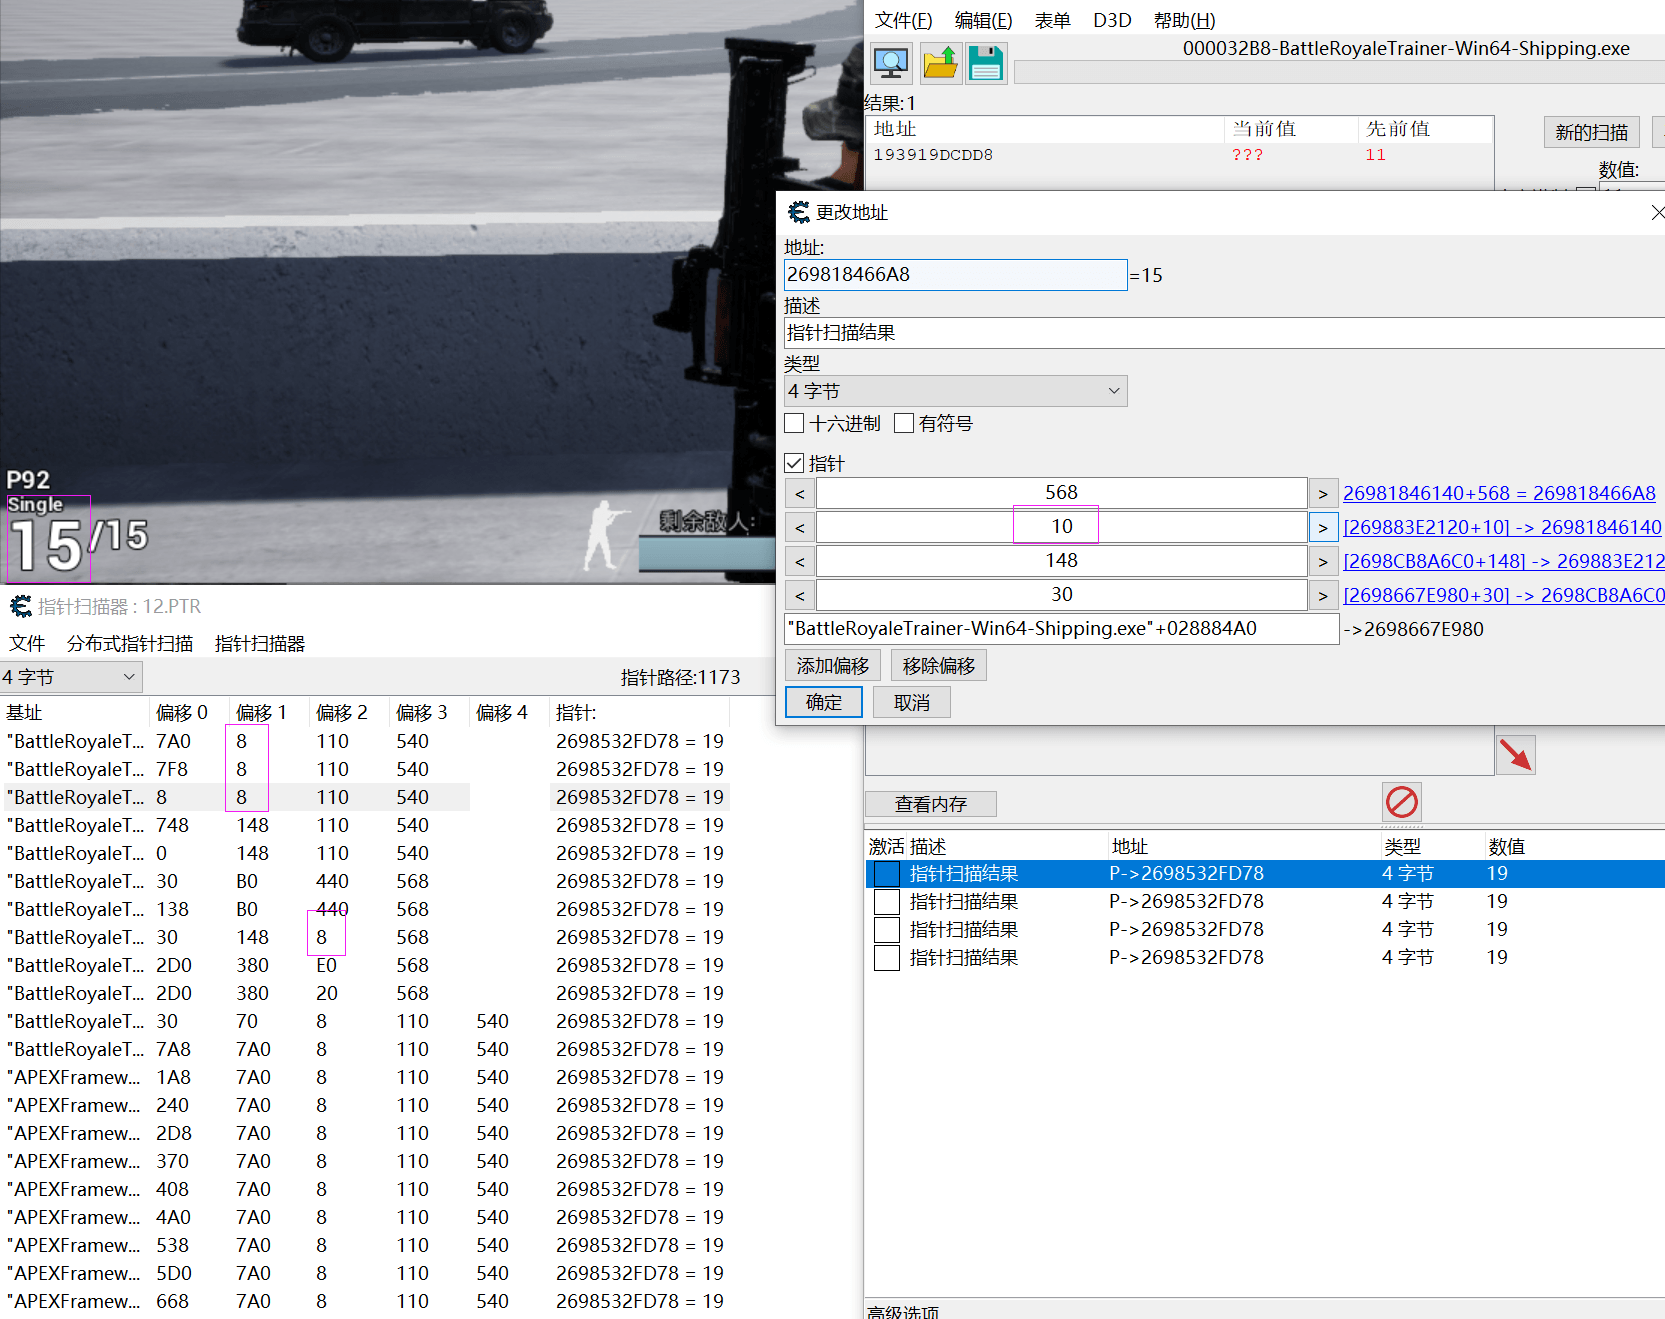 文件(F) 编辑(E) 表单 D3D 帮助(H)
000032B8-BattleRoyaleTrainer-Win64-Shipping.exe
结果:1
地址 当前值 先前值
193919DCDD8 ??? 11
新的扫描
数值:
更改地址
地址:
269818466A8 =15
描述
指针扫描结果
类型
4 字节
十六进制 有符号
指针
< 568 > 26981846140+568 = 269818466A8
< 10 > [269883E2120+10] -> 26981846140
< 148 > [2698CB8A6C0+148] -> 269883E212
< 30 > [2698667E980+30] -> 2698CB8A6C0
"BattleRoyaleTrainer-Win64-Shipping.exe"+028884A0 ->2698667E980
添加偏移 移除偏移
确定 取消
P92
Single
15/15
剩余敌人:
指针扫描器 : 12.PTR
文件 分布式指针扫描 指针扫描器
4 字节 指针路径:1173
基址 偏移 0 偏移 1 偏移 2 偏移 3 偏移 4 指针:
"BattleRoyaleT... 7A0 8 110 540 2698532FD78 = 19
"BattleRoyaleT... 7F8 8 110 540 2698532FD78 = 19
"BattleRoyaleT... 8 8 110 540 2698532FD78 = 19
"BattleRoyaleT... 748 148 110 540 2698532FD78 = 19
"BattleRoyaleT... 0 148 110 540 2698532FD78 = 19
"BattleRoyaleT... 30 B0 440 568 2698532FD78 = 19
"BattleRoyaleT... 138 B0 440 568 2698532FD78 = 19
"BattleRoyaleT... 30 148 8 568 2698532FD78 = 19
"BattleRoyaleT... 2D0 380 E0 568 2698532FD78 = 19
"BattleRoyaleT... 2D0 380 20 568 2698532FD78 = 19
"BattleRoyaleT... 30 70 8 110 540 2698532FD78 = 19
"BattleRoyaleT... 7A8 7A0 8 110 540 2698532FD78 = 19
"APEXFramew... 1A8 7A0 8 110 540 2698532FD78 = 19
"APEXFramew... 240 7A0 8 110 540 2698532FD78 = 19
"APEXFramew... 2D8 7A0 8 110 540 2698532FD78 = 19
"APEXFramew... 370 7A0 8 110 540 2698532FD78 = 19
"APEXFramew... 408 7A0 8 110 540 2698532FD78 = 19
"APEXFramew... 4A0 7A0 8 110 540 2698532FD78 = 19
"APEXFramew... 538 7A0 8 110 540 2698532FD78 = 19
"APEXFramew... 5D0 7A0 8 110 540 2698532FD78 = 19
"APEXFramew... 668 7A0 8 110 540 2698532FD78 = 19
查看内存
激活 描述 地址 类型 数值
指针扫描结果 P->2698532FD78 4 字节 19
指针扫描结果 P->2698532FD78 4 字节 19
指针扫描结果 P->2698532FD78 4 字节 19
指针扫描结果 P->2698532FD78 4 字节 19
高级选项